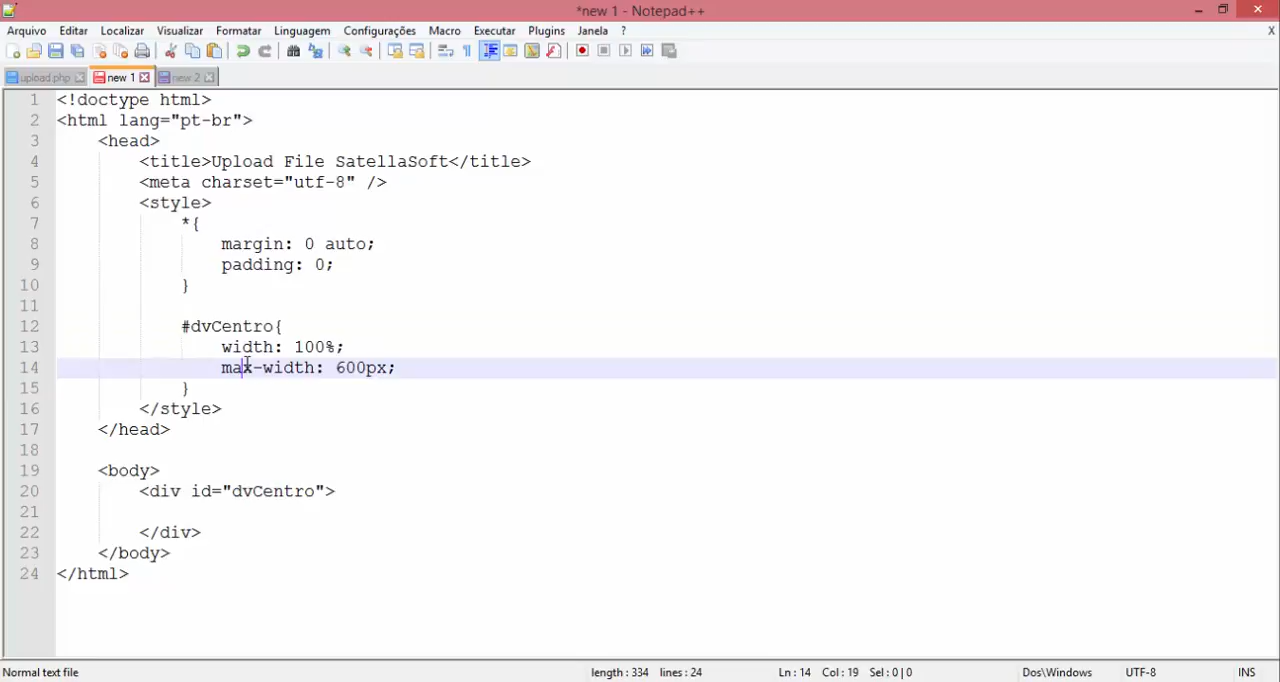 *new 1 - Notepad++
Arquivo Editar Localizar Visualizar Formatar Linguagem Configurações Macro Executar Plugins Janela ? X
upload.php new 1 new 2
1 <!doctype html>
2 <html lang="pt-br">
3 <head>
4 <title>Upload File SatellaSoft</title>
5 <meta charset="utf-8" />
6 <style>
7 *{
8 margin: 0 auto;
9 padding: 0;
10 }
11
12 #dvCentro{
13 width: 100%;
14 max-width: 600px;
15 }
16 </style>
17 </head>
18
19 <body>
20 <div id="dvCentro">
21
22 </div>
23 </body>
24 </html>
Normal text file length : 334 lines : 24 Ln : 14 Col : 19 Sel : 0 | 0 Dos\Windows UTF-8 INS